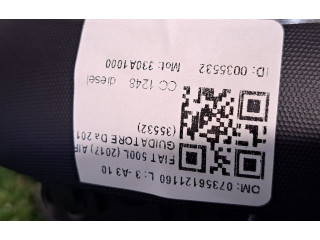 OM: 07356121160 L: 3 -A3 10
FIAT 500L (2017) AIR
GUIDATORE Da 201
(35532)
CC 1248 diesel
Mot: 330A1000
ID: 0035532